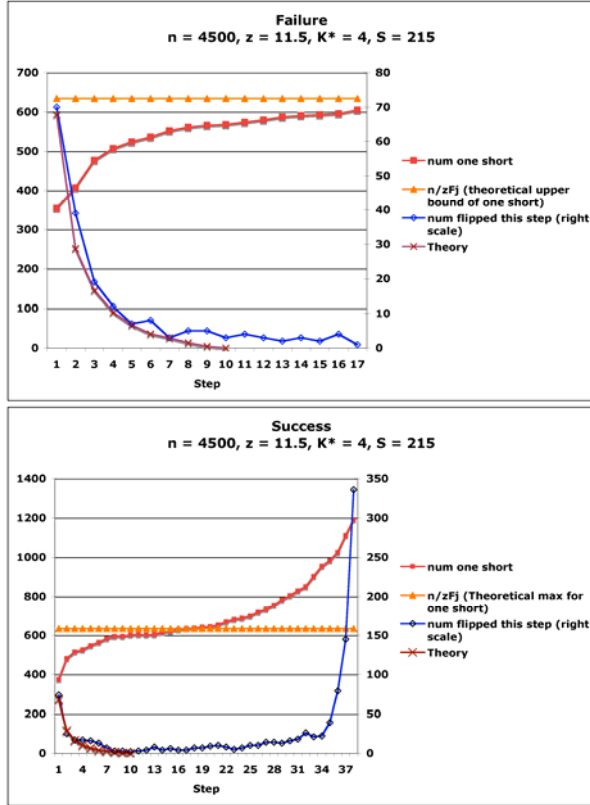 Failure
n = 4500, z = 11.5, K* = 4, S = 215
700
600
500
400
300
200
100
0
80
70
60
50
40
30
20
10
0
1 2 3 4 5 6 7 8 9 10 11 12 13 14 15 16 17
Step
num one short
n/zFj (theoretical upper
bound of one short)
num flipped this step (right
scale)
Theory
Success
n = 4500, z = 11.5, K* = 4, S = 215
1400
1200
1000
800
600
400
200
0
350
300
250
200
150
100
50
0
1 4 7 10 13 16 19 22 25 28 31 34 37
Step
num one short
n/zFj (Theoretical max for
one short)
num flipped this step (right
scale)
Theory